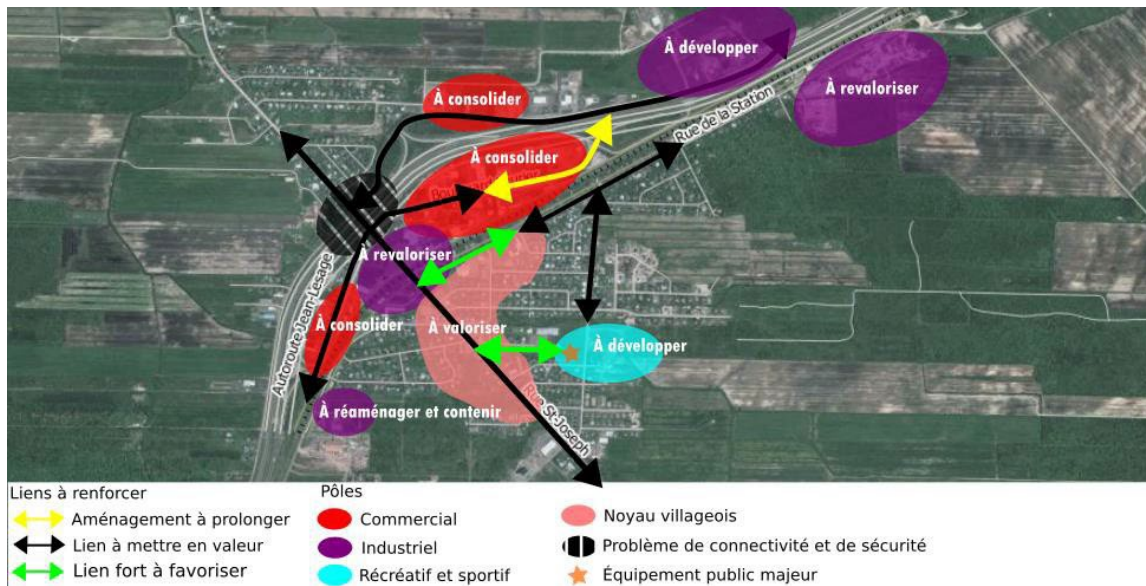 À développer
À revaloriser
À consolider
Rue de la Station
À consolider
À revaloriser
Autoroute Jean-Lesage
À consolider
À valoriser
À développer
À réaménager et contenir
Rue St-Joseph
Liens à renforcer
Aménagement à prolonger
Lien à mettre en valeur
Lien fort à favoriser
Pôles
Commercial
Industriel
Récréatif et sportif
Noyau villageois
Problème de connectivité et de sécurité
Équipement public majeur